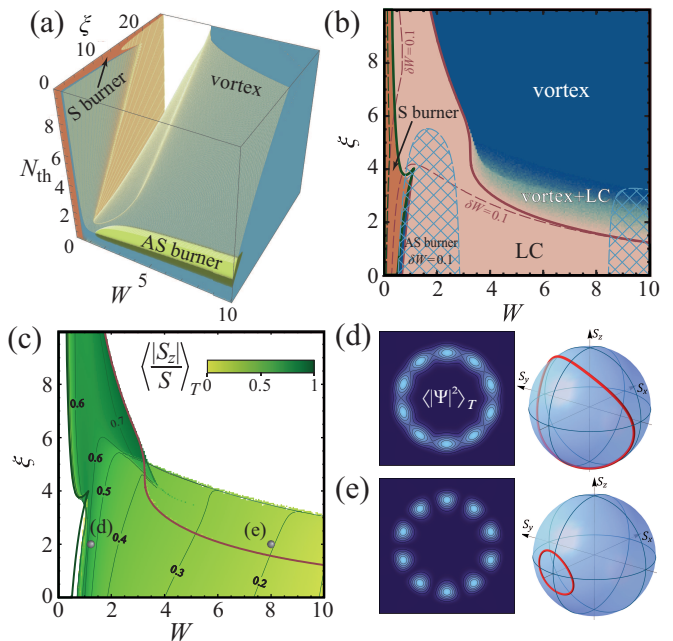 (a)
ξ
20
10
0
S burner
vortex
8
6
N_th
4
2
0
AS burner
W
5
10
(b)
10
8
6
ξ
4
2
0
δW=0.1
S burner
vortex
vortex+LC
δW=0.1
AS burner
δW=0.1
LC
0 2 4 6 8 10
W
(c)
⟨|S_z|/S⟩_T
0 0.5 1
10
8
6
ξ
4
2
0
0.6
0.7
0.6
0.5
(d)
0.4
(e)
0.3
0.2
0 2 4 6 8 10
W
(d)
⟨|Ψ|²⟩_T
S_z
S_y
S_x
(e)
S_z
S_y
S_x